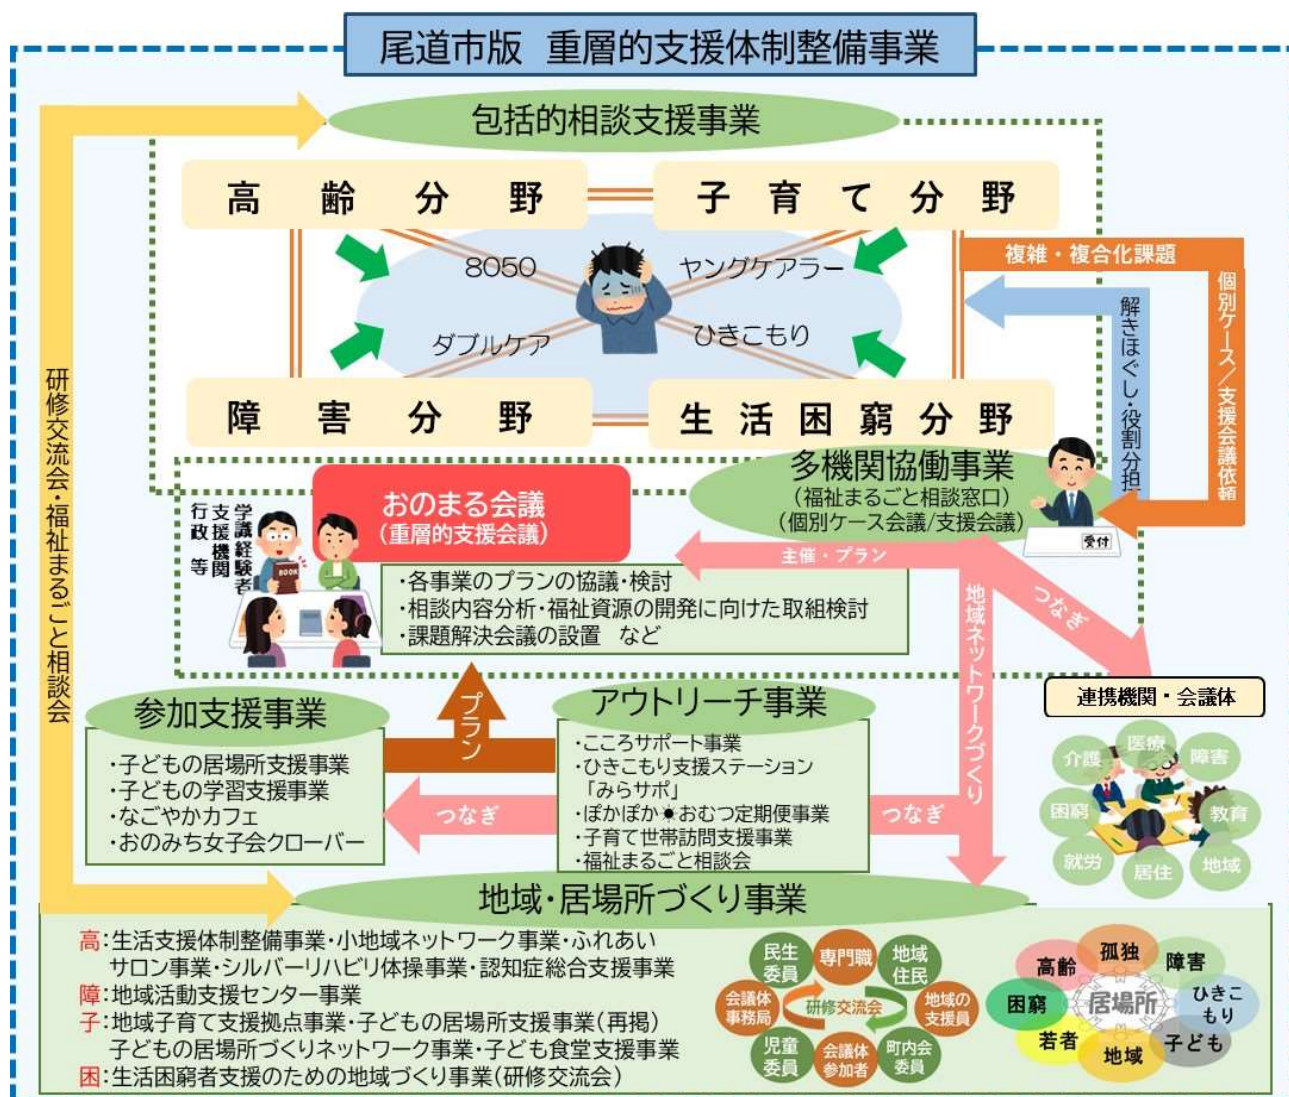 尾道市版 重層的支援体制整備事業
包括的相談支援事業
高齢分野
子育て分野
8050
ヤングケアラー
ダブルケア
ひきこもり
障害分野
生活困窮分野
複雑・複合化課題
個別ケース/支援会議依頼
解きほぐし・役割分担
研修交流会・福祉まるごと相談会
多機関協働事業
(福祉まるごと相談窓口)
(個別ケース会議/支援会議)
受付
おのまる会議
(重層的支援会議)
学識経験者
支援機関
行政 等
BOOK
主催・プラン
・各事業のプランの協議・検討
・相談内容分析・福祉資源の開発に向けた取組検討
・課題解決会議の設置 など
つなぎ
地域ネットワークづくり
プラン
参加支援事業
・子どもの居場所支援事業
・子どもの学習支援事業
・なごやかカフェ
・おのみち女子会クローバー
つなぎ
アウトリーチ事業
・こころサポート事業
・ひきこもり支援ステーション
「みらサポ」
・ぽかぽか☀おむつ定期便事業
・子育て世帯訪問支援事業
・福祉まるごと相談会
つなぎ
連携機関・会議体
介護
医療
障害
困窮
教育
就労
居住
地域
地域・居場所づくり事業
高:生活支援体制整備事業・小地域ネットワーク事業・ふれあい
サロン事業・シルバーリハビリ体操事業・認知症総合支援事業
障:地域活動支援センター事業
子:地域子育て支援拠点事業・子どもの居場所支援事業(再掲)
子どもの居場所づくりネットワーク事業・子ども食堂支援事業
困:生活困窮者支援のための地域づくり事業(研修交流会)
民生
委員
専門職
地域
住民
会議体
事務局
研修交流会
地域の
支援員
児童
委員
会議体
参加者
町内会
委員
孤独
高齢
障害
困窮
居場所
ひきこ
もり
若者
地域
子ども